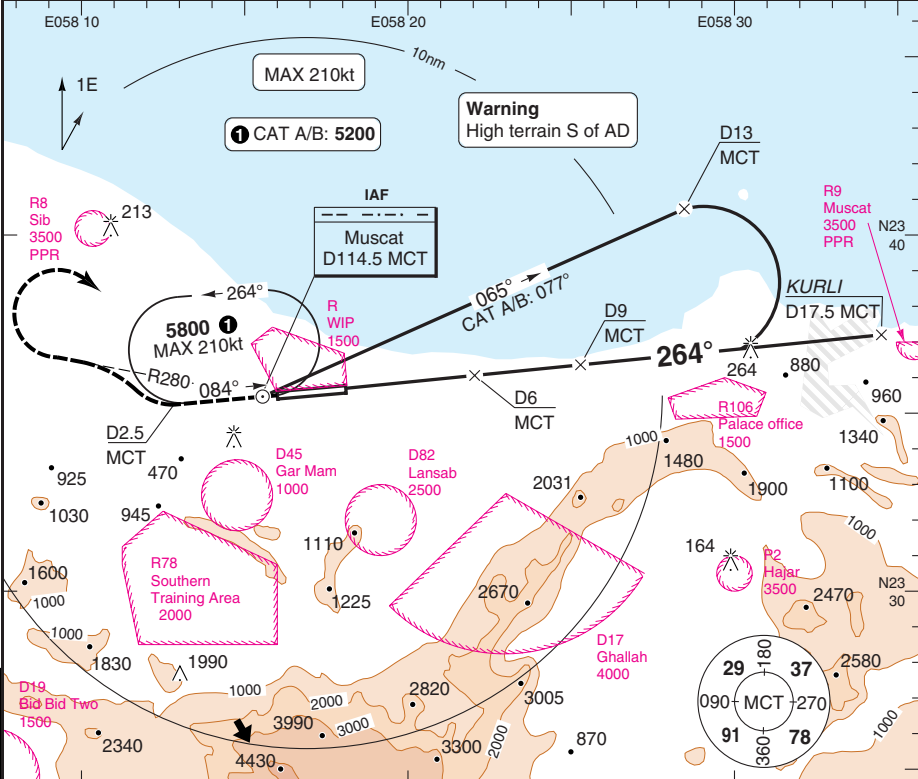 E058 10
E058 20
E058 30
1E
10nm
MAX 210kt
Warning
High terrain S of AD
❶ CAT A/B: 5200
D13
MCT
R8
Sib
3500
PPR
213
IAF
Muscat
D114.5 MCT
R9
Muscat
3500
PPR
N23
40
264°
065°
CAT A/B: 077°
KURLI
D17.5 MCT
5800 ❶
MAX 210kt
R
WIP
1500
D9
MCT
264°
R280
084°
264
880
D6
MCT
960
R106
Palace office
1500
D2.5
MCT
1000
1340
470
D45
Gar Mam
1000
D82
Lansab
2500
1480
925
2031
1900
1100
1030
945
1000
1110
164
P2
Hajar
3500
R78
Southern
Training Area
2000
1600
1000
1225
2670
2470
N23
30
1000
D17
Ghallah
4000
1830
1990
180
29
37
2580
D19
Bid Bid Two
1500
1000
2000
2820
3005
090
MCT
270
3990
3000
2000
91
78
360
1000
2340
4430
3300
870